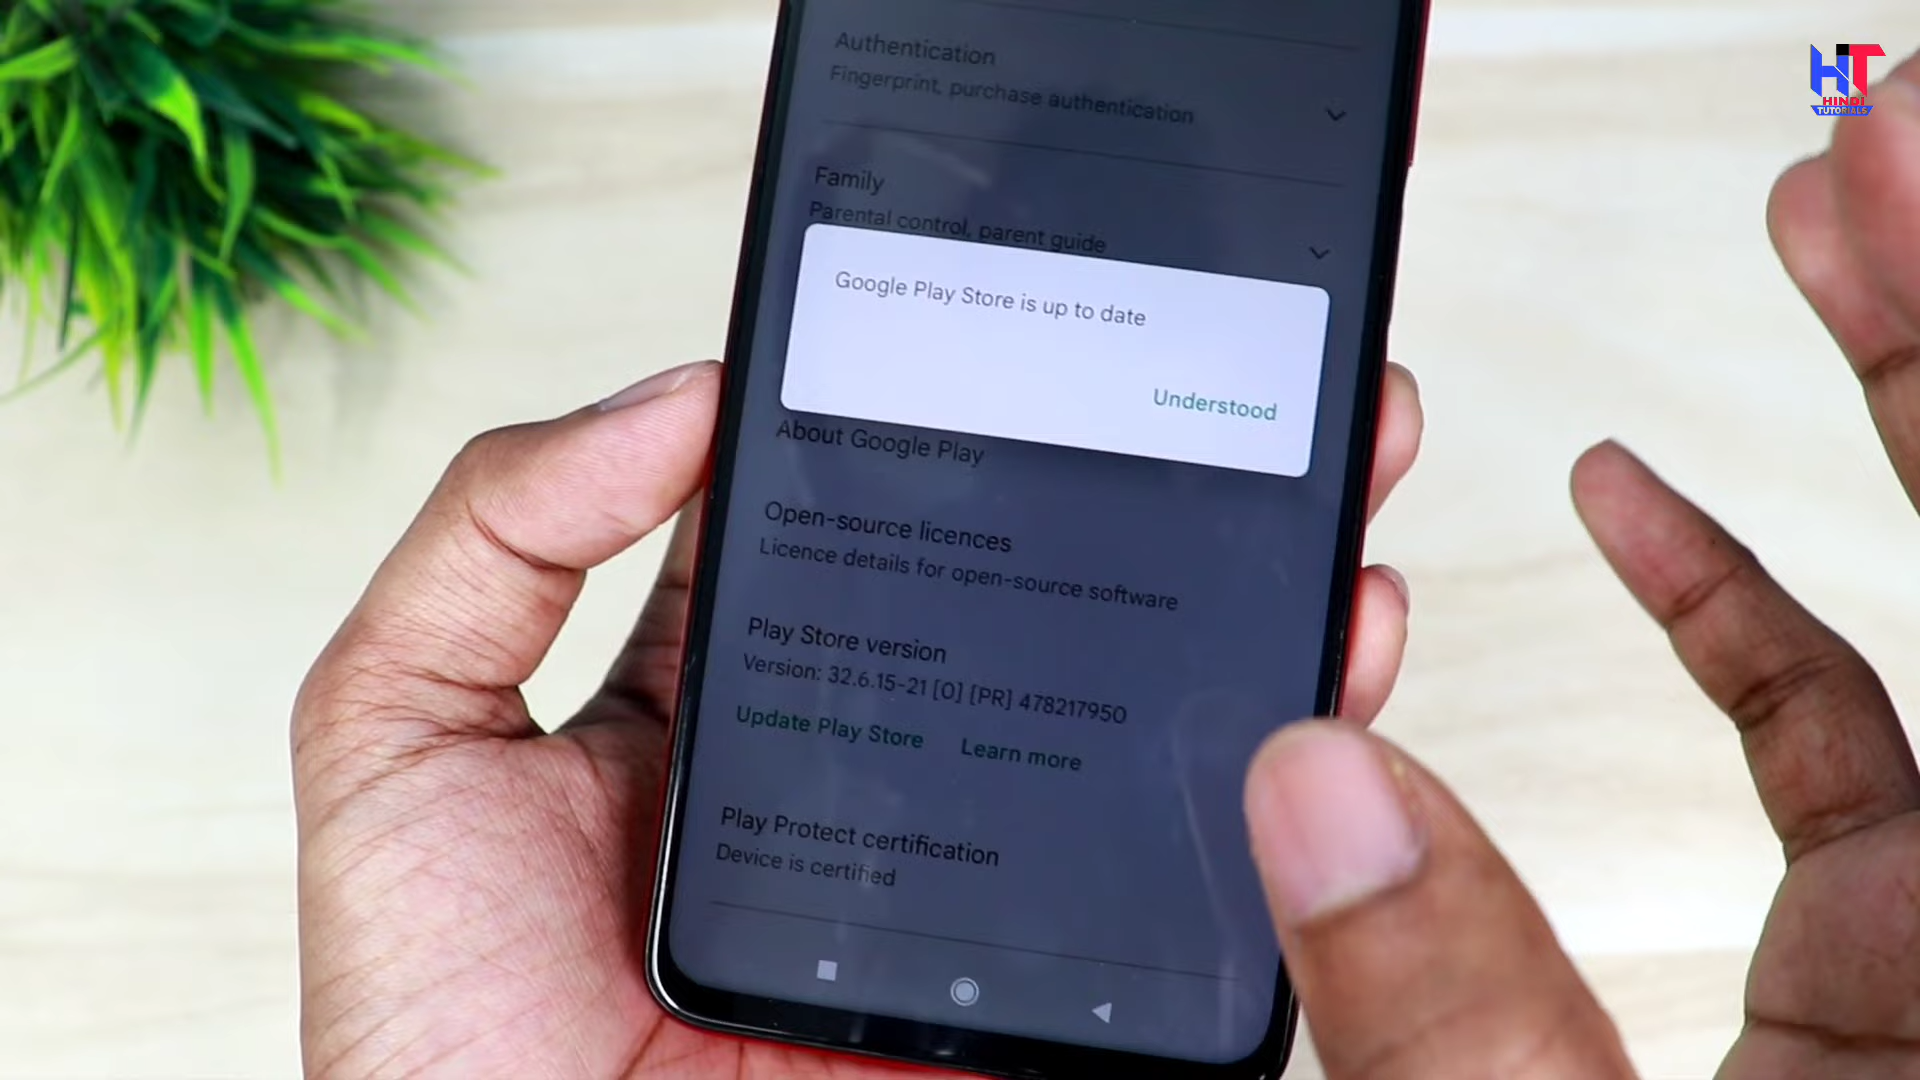 HT
HINDI
TUTORIALS
Authentication
Fingerprint, purchase authentication
Family
Parental control, parent guide
Google Play Store is up to date
Understood
About Google Play
Open-source licences
Licence details for open-source software
Play Store version
Version: 32.6.15-21 [0] [PR] 478217950
Update Play Store Learn more
Play Protect certification
Device is certified